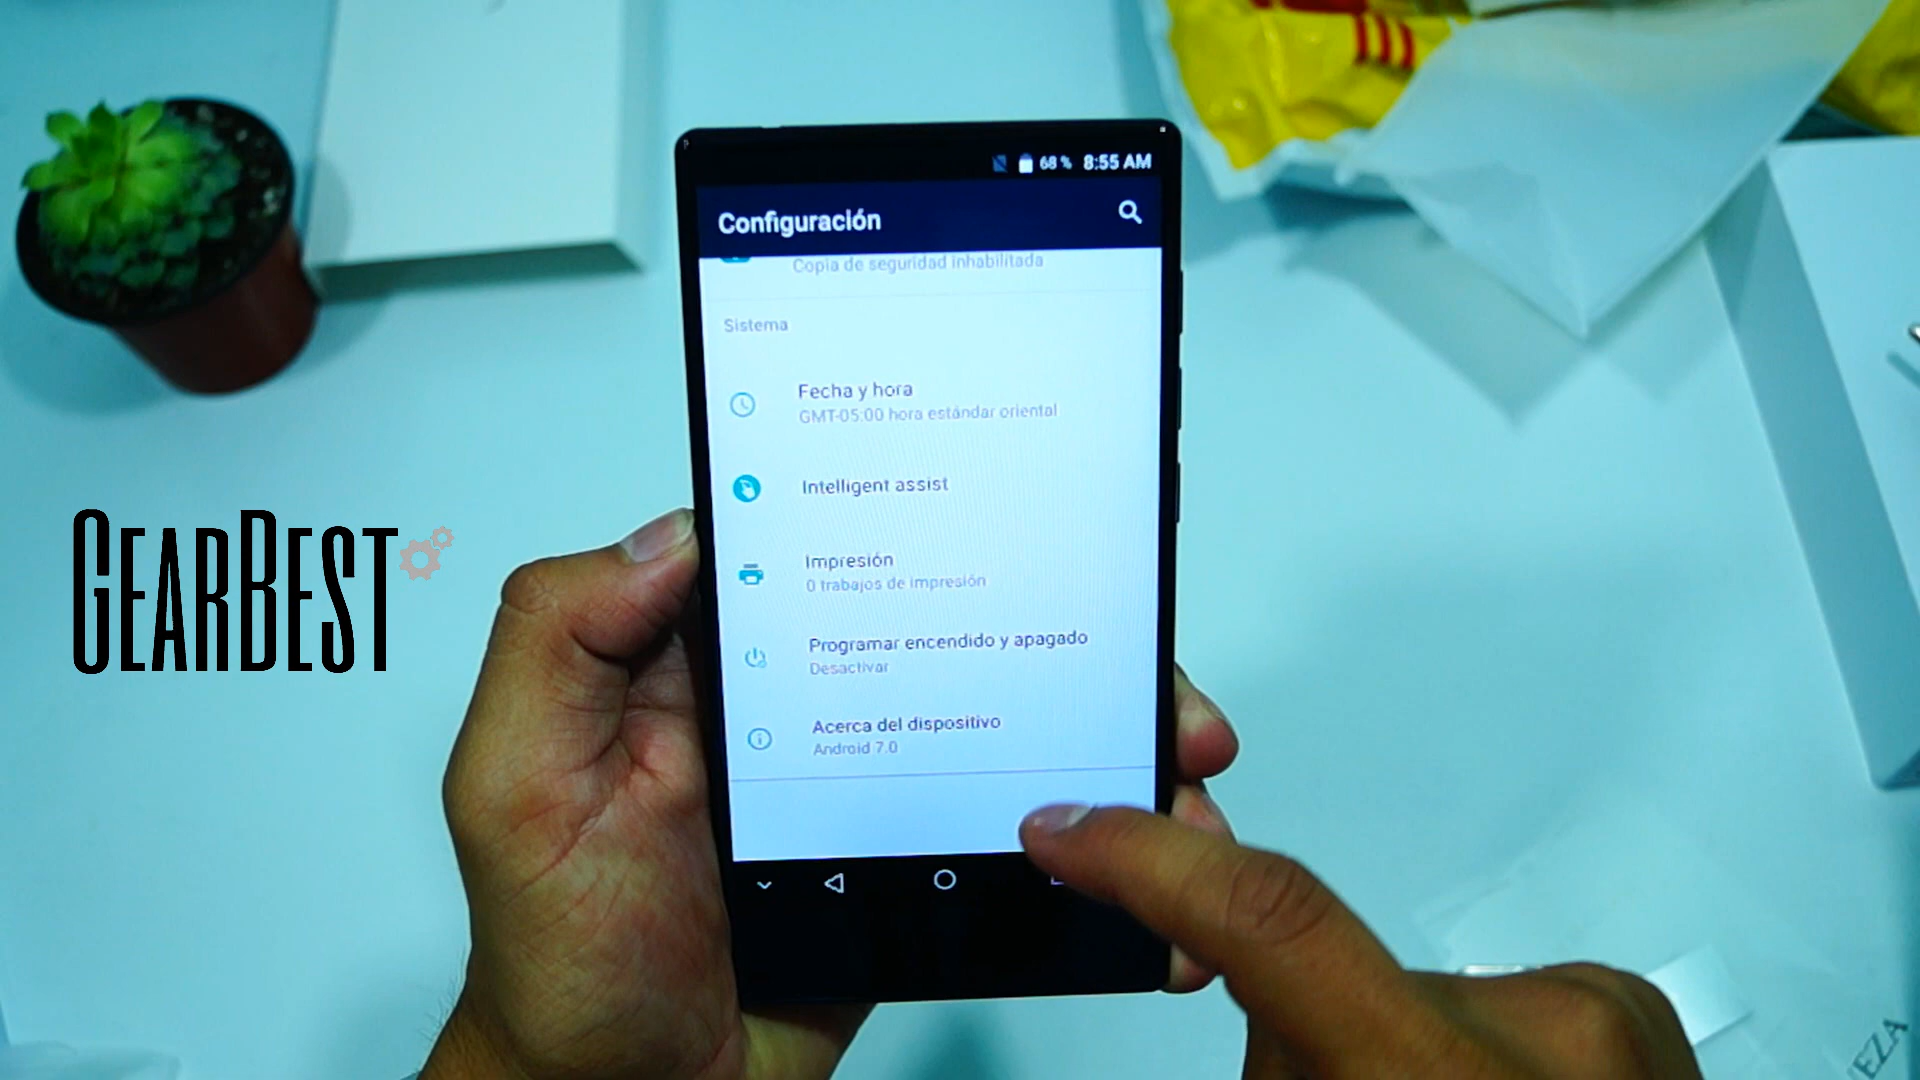 68 % 8:55 AM
Configuración
Copia de seguridad inhabilitada
Sistema
Fecha y hora
GMT-05:00 hora estándar oriental
Intelligent assist
Impresión
0 trabajos de impresión
Programar encendido y apagado
Desactivar
Acerca del dispositivo
Android 7.0
GEARBEST